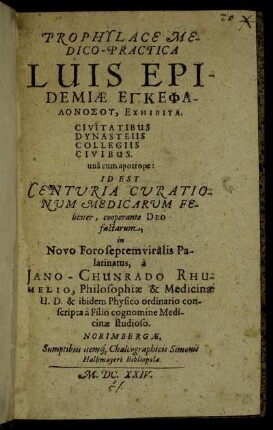 20
PROPHYLACE ME-
DICO-PRACTICA
LUIS EPI-
DEMIÆ ΕΓΚΕΦΑ-
ΛΟΝΟΣΟΥ, EXHIBITA.
CIVITATIBUS
DYNASTEIIS
COLLEGIIS
CIVIBUS.
unâ cum apotrope:
ID EST
CENTURIA CURATIO-
NUM MEDICARUM FE-
liciter, cooperante DEO
factarum,
in
Novo Foro septemviralis Pa-
latinatus, à
JANO-CHUNRADO RHU-
MELIO, Philosophiæ & Medicinæ
U. D. & ibidem Physico ordinario con-
scripta à Filio cognomine Medi-
cinæ studioso.
NORIMBERGÆ,
Sumptibus itemq́; Chalcographicis Simonis
Halbmayeri Bibliopolæ.
M. DC. XXIV.